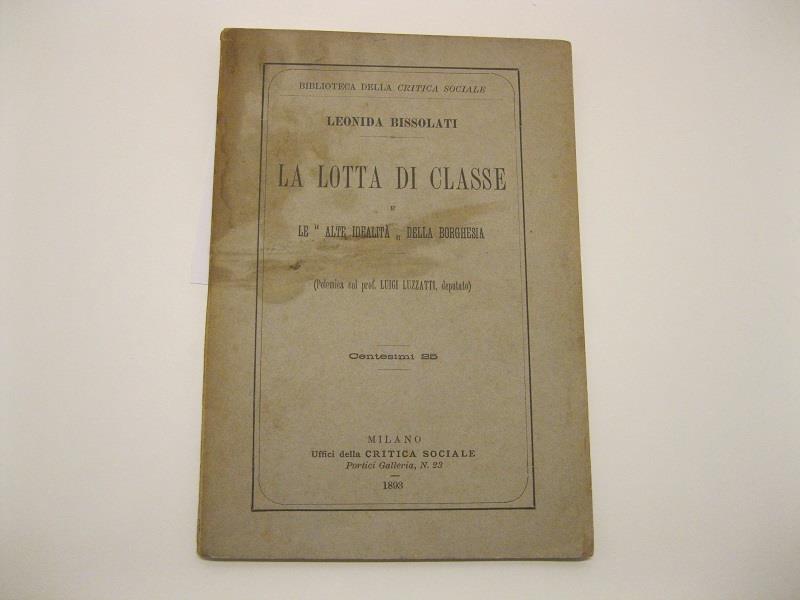 BIBLIOTECA DELLA CRITICA SOCIALE
LEONIDA BISSOLATI
LA LOTTA DI CLASSE
E
LE " ALTE IDEALITÀ „ DELLA BORGHESIA
(Polemica col prof. LUIGI LUZZATTI, deputato)
Centesimi 25
MILANO
Uffici della CRITICA SOCIALE
Portici Galleria, N. 23
1893